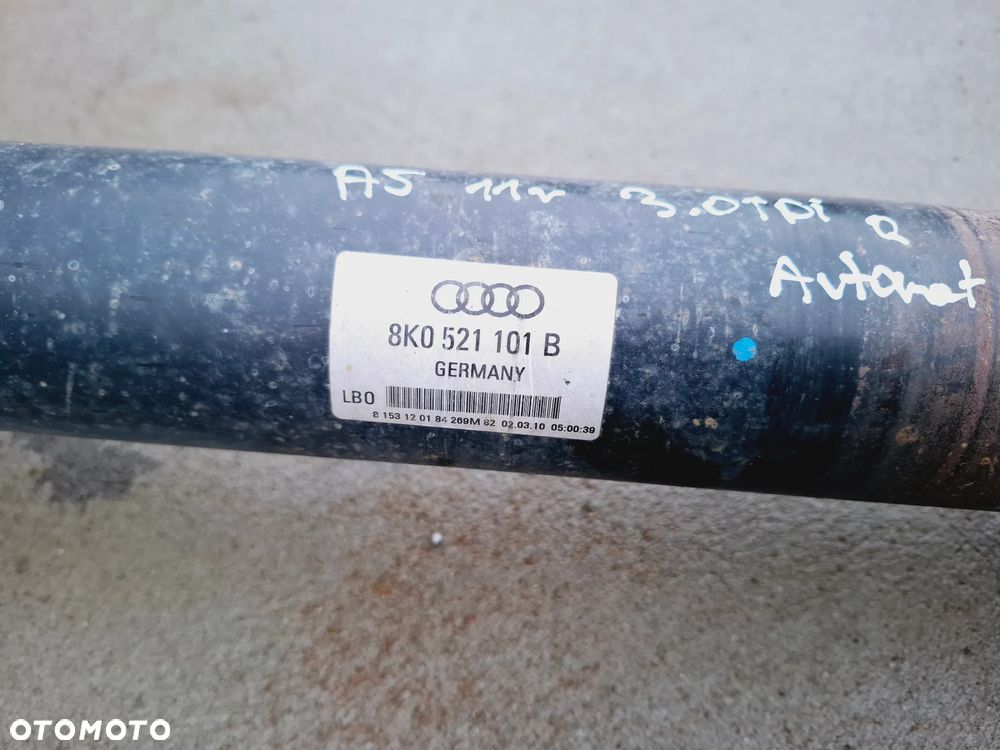 A5 11r 3.0TDi Q
Automat
8K0 521 101 B
GERMANY
LB0
8 153 12 01 84 269M 82 02.03.10 05:00:39
OTOMOTO